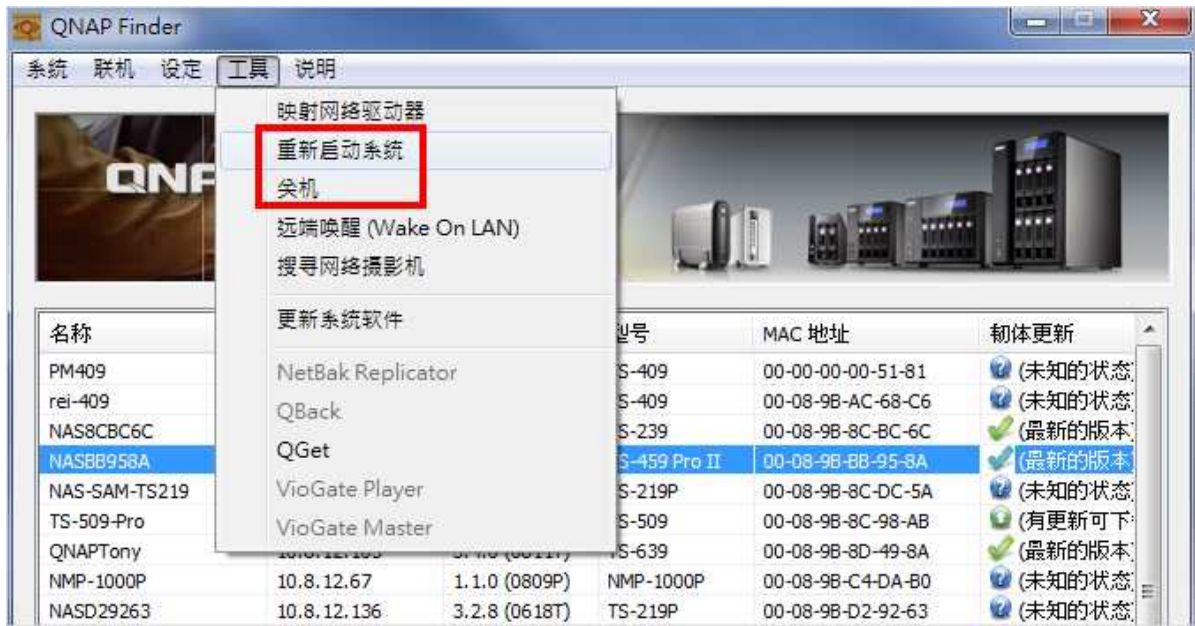 QNAP Finder
系统 联机 设定 工具 说明
映射网络驱动器
重新启动系统
关机
远端唤醒 (Wake On LAN)
搜寻网络摄影机
更新系统软件
NetBak Replicator
QBack
QGet
VioGate Player
VioGate Master
QNAP
名称 型号 MAC 地址 韧体更新
PM409 TS-409 00-00-00-00-51-81 (未知的状态)
rei-409 TS-409 00-08-9B-AC-68-C6 (未知的状态)
NAS8CBC6C TS-239 00-08-9B-8C-BC-6C (最新的版本)
NASBB958A TS-459 Pro II 00-08-9B-BB-95-8A (最新的版本)
NAS-SAM-TS219 TS-219P 00-08-9B-8C-DC-5A (未知的状态)
TS-509-Pro TS-509 00-08-9B-8C-98-AB (有更新可下
QNAPTony TS-639 00-08-9B-8D-49-8A (最新的版本)
NMP-1000P 10.8.12.67 1.1.0 (0809P) NMP-1000P 00-08-9B-C4-DA-B0 (未知的状态)
NASD29263 10.8.12.136 3.2.8 (0618T) TS-219P 00-08-9B-D2-92-63 (未知的状态)